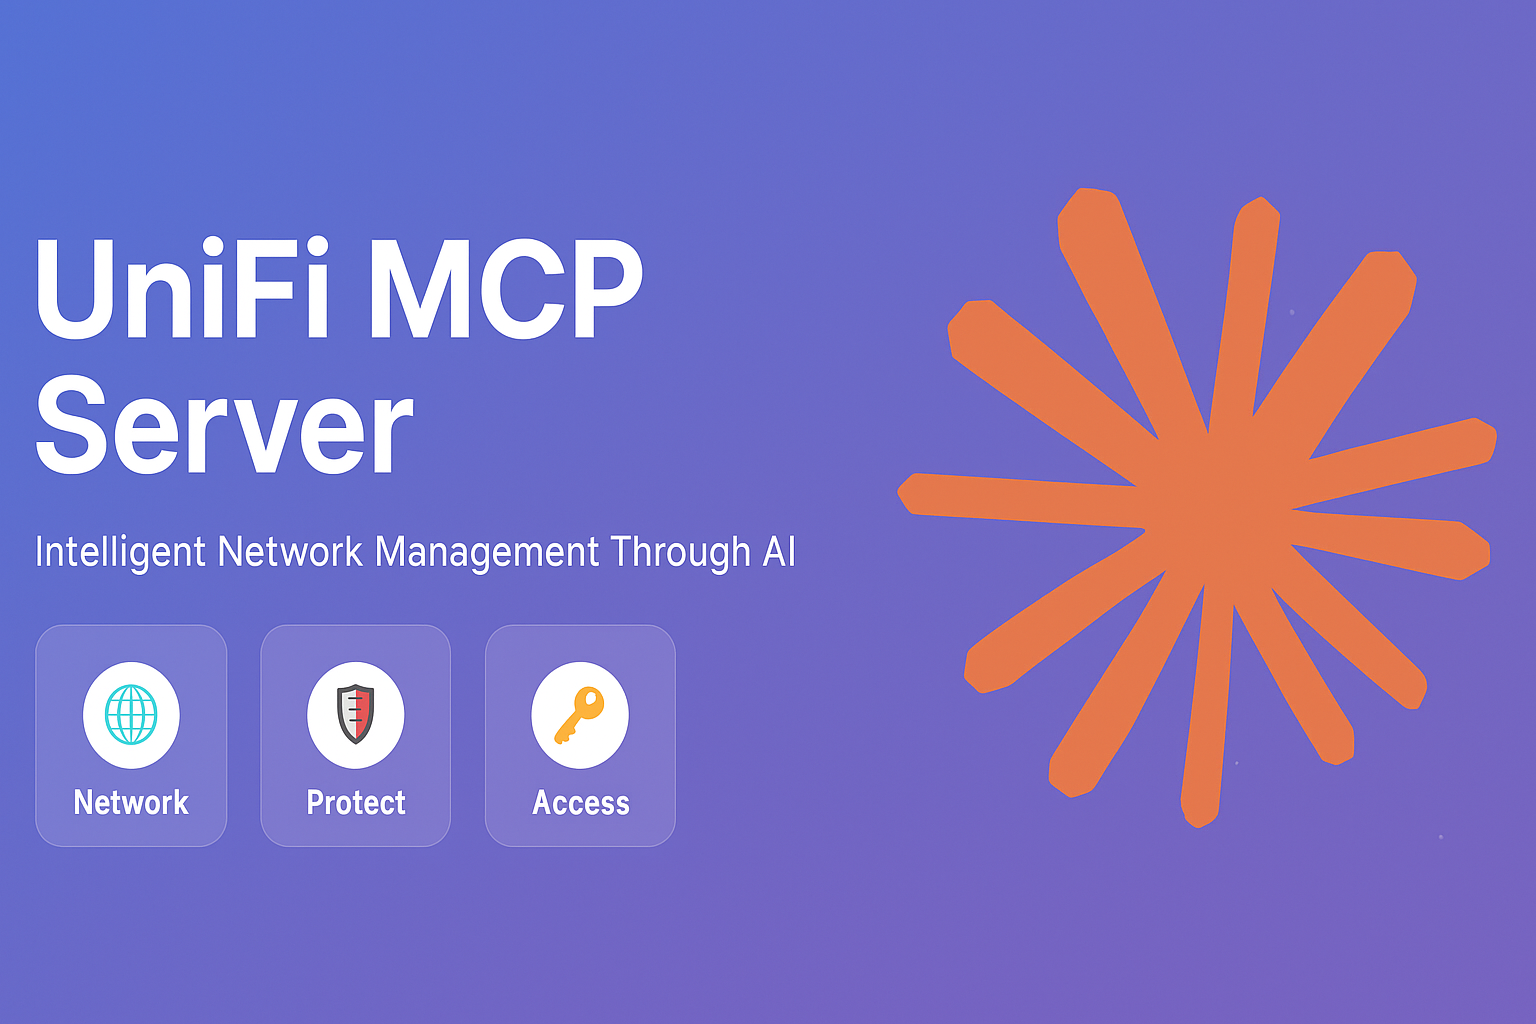 UniFi MCP
Server
Intelligent Network Management Through AI
Network
Protect
Access